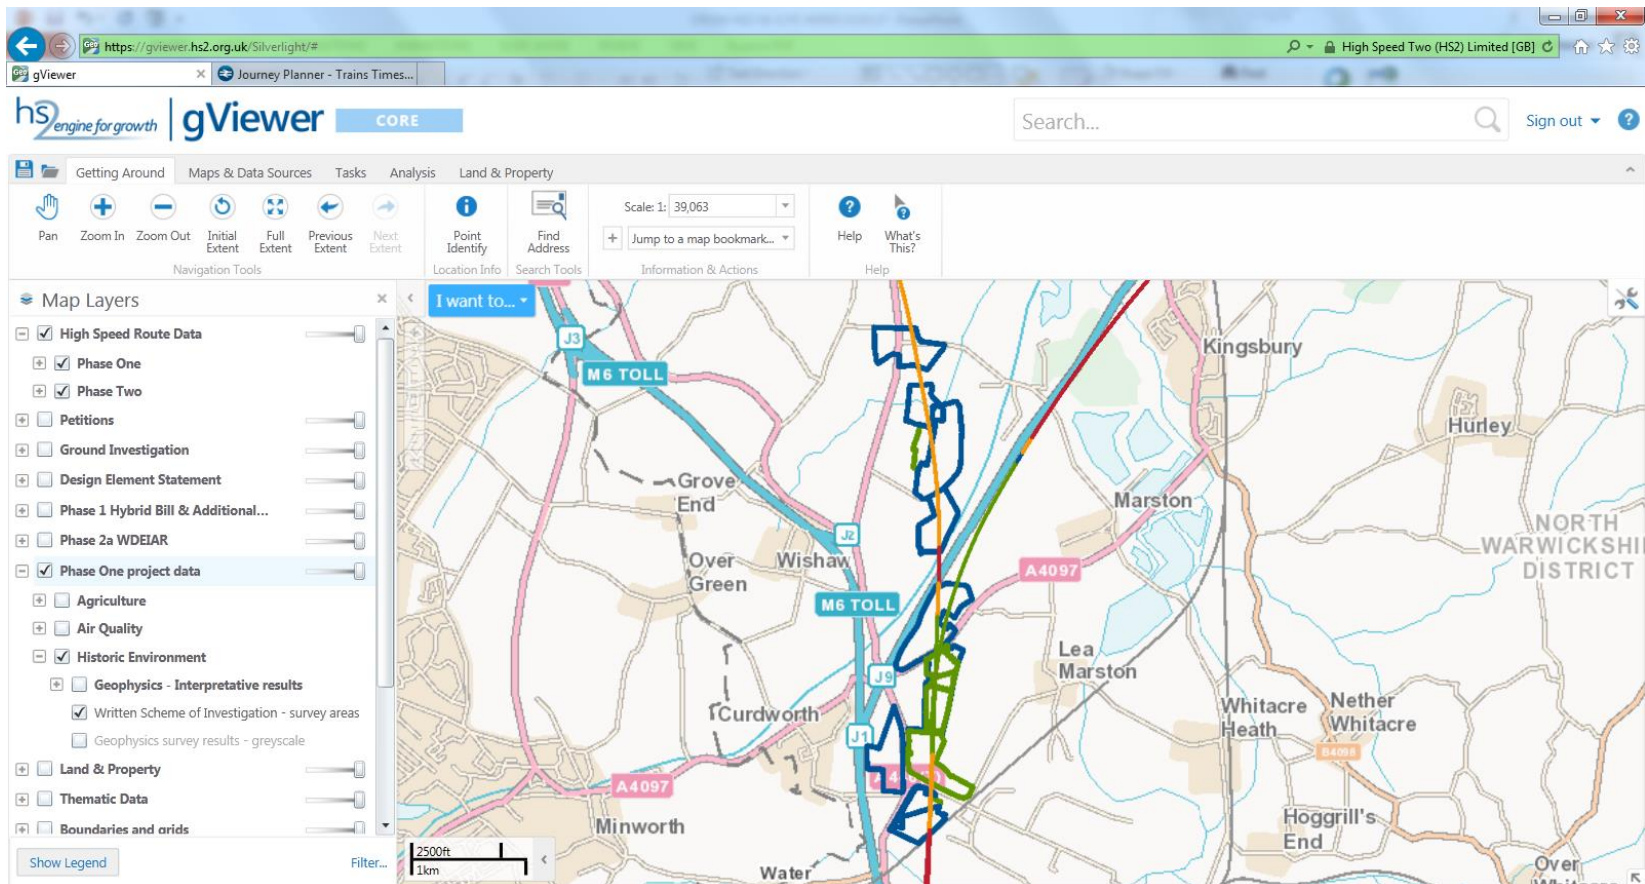 https://gviewer.hs2.org.uk/Silverlight/#
High Speed Two (HS2) Limited [GB]
gViewer
Journey Planner - Trains Times...
hs2 engine for growth
gViewer
CORE
Search...
Sign out
Getting Around
Maps & Data Sources
Tasks
Analysis
Land & Property
Pan
Zoom In
Zoom Out
Initial Extent
Full Extent
Previous Extent
Next Extent
Navigation Tools
Point Identify
Location Info
Find Address
Search Tools
Scale: 1: 39,063
Jump to a map bookmark...
Information & Actions
Help
What's This?
Help
Map Layers
High Speed Route Data
Phase One
Phase Two
Petitions
Ground Investigation
Design Element Statement
Phase 1 Hybrid Bill & Additional...
Phase 2a WDEIAR
Phase One project data
Agriculture
Air Quality
Historic Environment
Geophysics - Interpretative results
Written Scheme of Investigation - survey areas
Geophysics survey results - greyscale
Land & Property
Thematic Data
Boundaries and grids
Show Legend
Filter...
I want to...
J3
M6 TOLL
Kingsbury
Hurley
Grove End
Marston
J2
NORTH
WARWICKSHI
DISTRICT
Over Green
Wishaw
A4097
M6 TOLL
Lea Marston
J9
Curdworth
Whitacre Heath
Nether Whitacre
J1
B4098
A4097
Minworth
Hoggrill's End
2500ft
1km
Water
Over